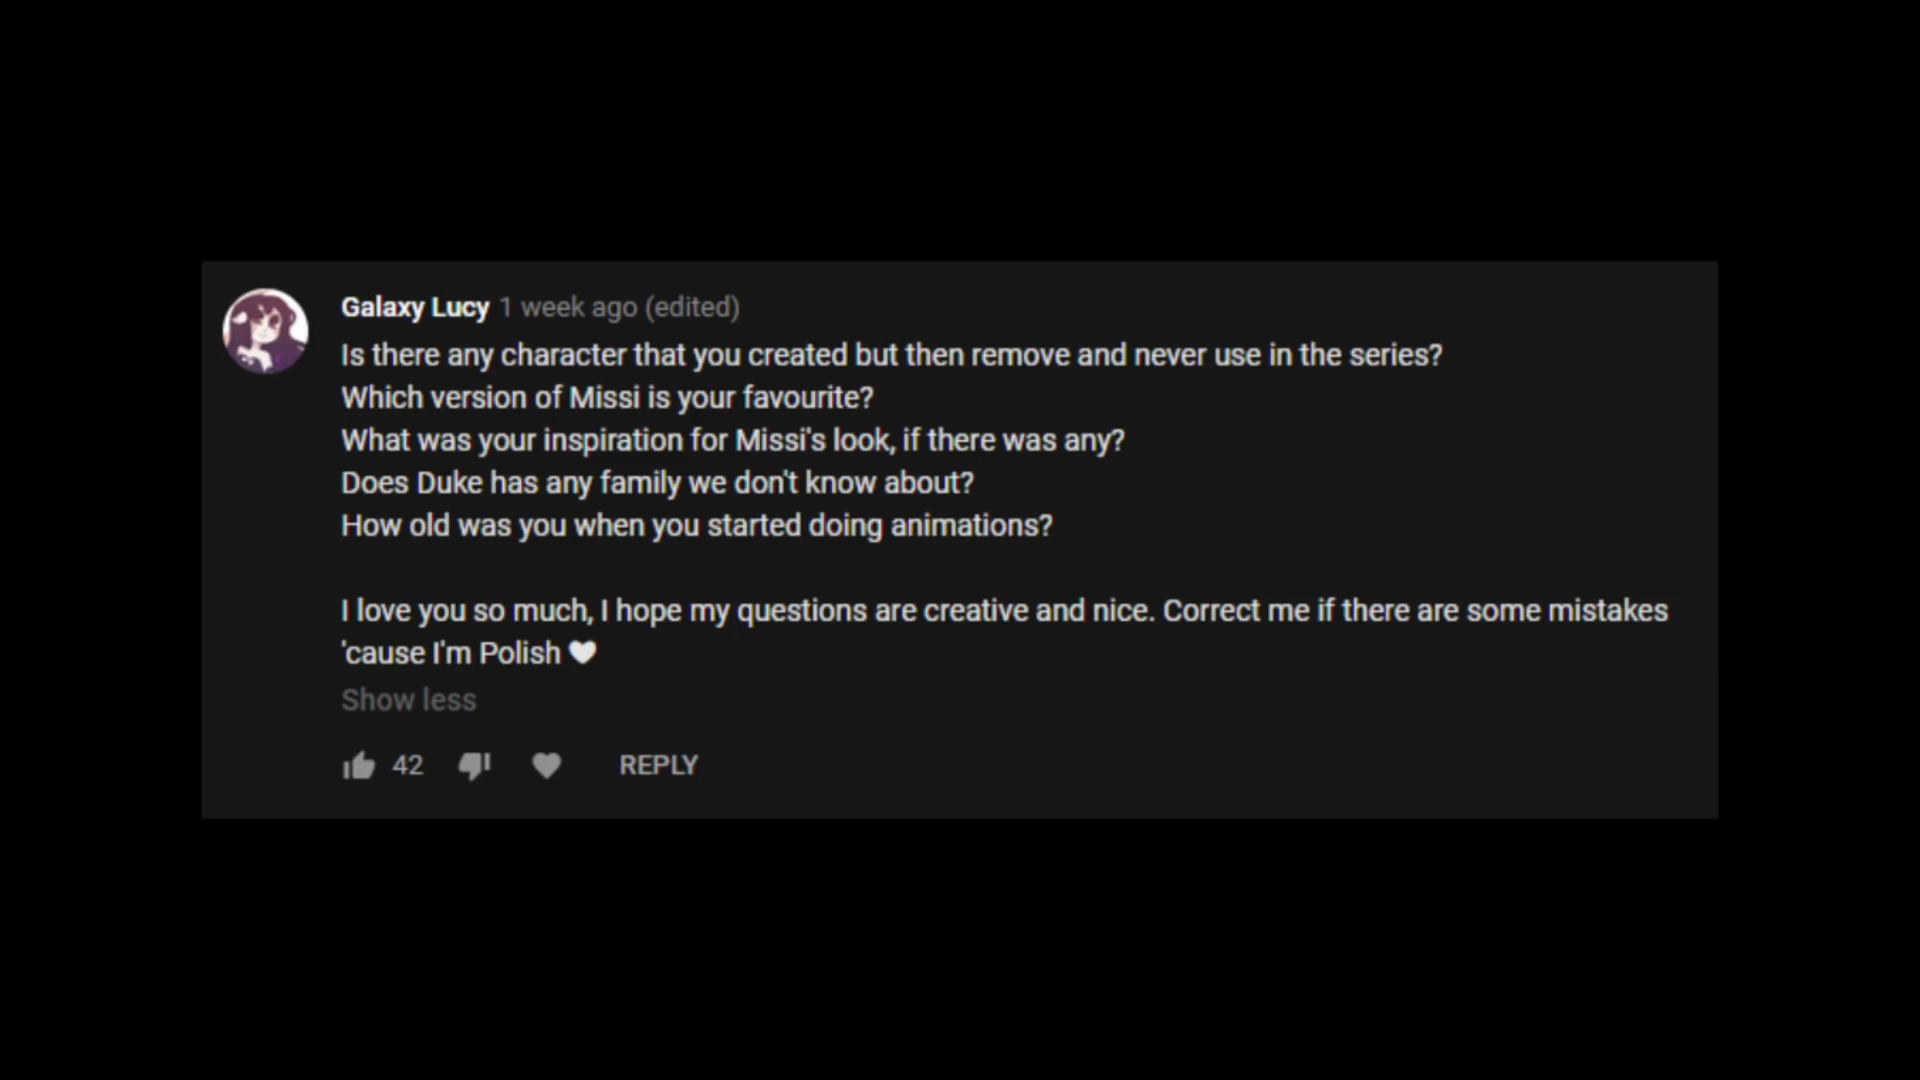 Galaxy Lucy 1 week ago (edited)
Is there any character that you created but then remove and never use in the series?
Which version of Missi is your favourite?
What was your inspiration for Missi's look, if there was any?
Does Duke has any family we don't know about?
How old was you when you started doing animations?
I love you so much, I hope my questions are creative and nice. Correct me if there are some mistakes
'cause I'm Polish ♥
Show less
42 REPLY